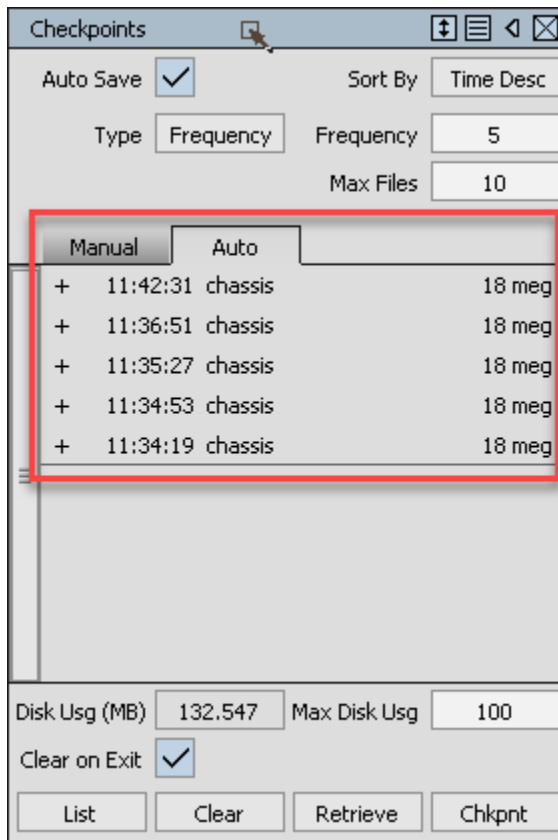 Checkpoints
Auto Save Sort By Time Desc
Type Frequency Frequency 5
Max Files 10
Manual Auto
+ 11:42:31 chassis 18 meg
+ 11:36:51 chassis 18 meg
+ 11:35:27 chassis 18 meg
+ 11:34:53 chassis 18 meg
+ 11:34:19 chassis 18 meg
Disk Usg (MB) 132.547 Max Disk Usg 100
Clear on Exit
List Clear Retrieve Chkpnt